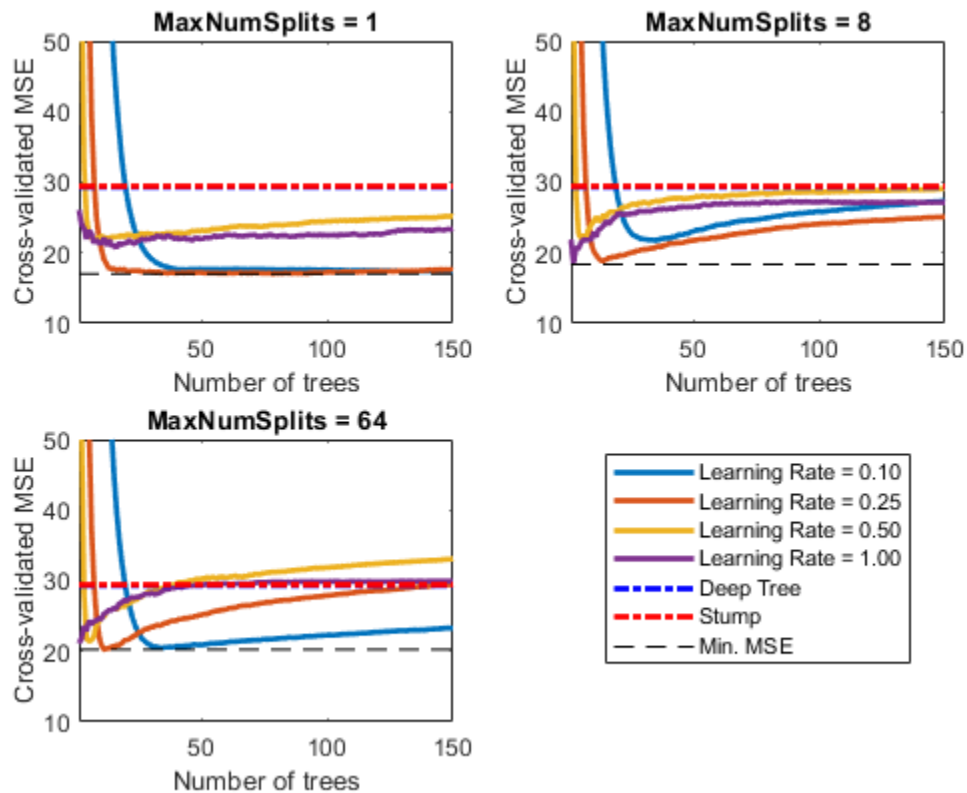 MaxNumSplits = 1
50
40
30
20
10
Cross-validated MSE
50
100
150
Number of trees
MaxNumSplits = 8
50
40
30
20
10
Cross-validated MSE
50
100
150
Number of trees
MaxNumSplits = 64
50
40
30
20
10
Cross-validated MSE
50
100
150
Number of trees
Learning Rate = 0.10
Learning Rate = 0.25
Learning Rate = 0.50
Learning Rate = 1.00
Deep Tree
Stump
Min. MSE